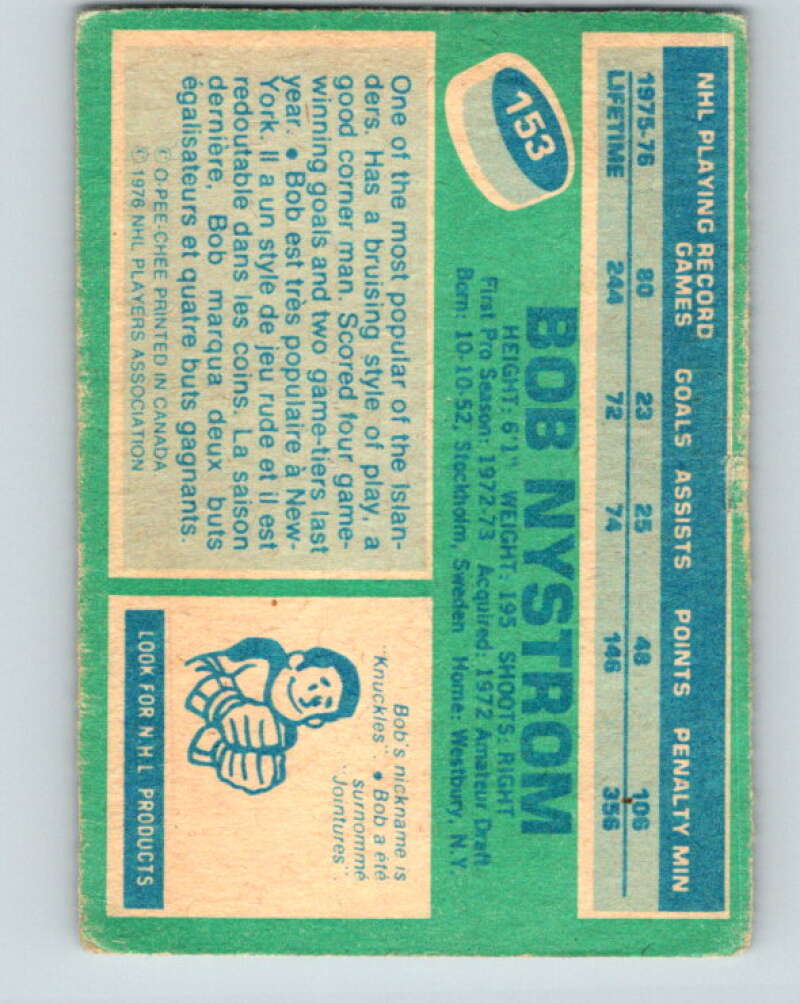 NHL PLAYING RECORD
GAMES GOALS ASSISTS POINTS PENALTY MIN
1975-76 80 23 25 48 106
LIFETIME 244 72 74 146 356
153
BOB NYSTROM
HEIGHT: 6'1" WEIGHT: 195 SHOOTS: RIGHT
First Pro Season: 1972-73 Acquired: 1972 Amateur Draft
Born: 10-10-52, Stockholm, Sweden Home: Westbury, N.Y.
One of the most popular of the Islan-
ders. Has a bruising style of play, a
good corner man. Scored four game-
winning goals and two game-tiers last
year. • Bob est très populaire à New-
York. Il a un style de jeu rude et il est
redoutable dans les coins. La saison
dernière, Bob marqua deux buts
égalisateurs et quatre buts gagnants.
© O-PEE-CHEE PRINTED IN CANADA
© 1976 NHL PLAYERS ASSOCIATION
Bob's nickname is
"Knuckles". • Bob a été
surnommé
"Jointures".
LOOK FOR N.H.L PRODUCTS